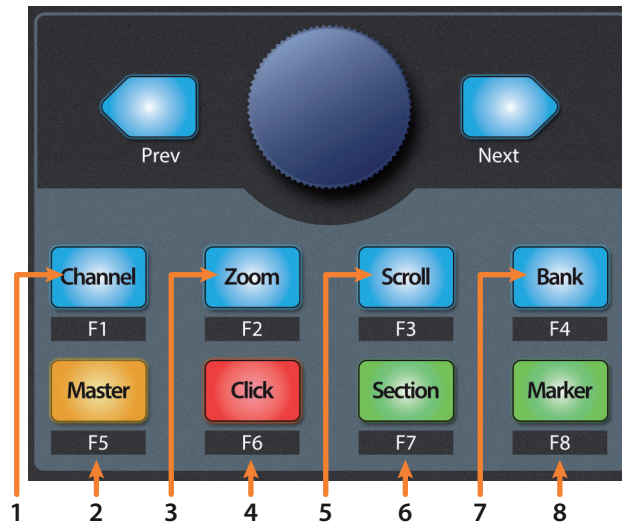 Prev Next
Channel Zoom Scroll Bank
F1 F2 F3 F4
Master Click Section Marker
F5 F6 F7 F8
1 2 3 4 5 6 7 8